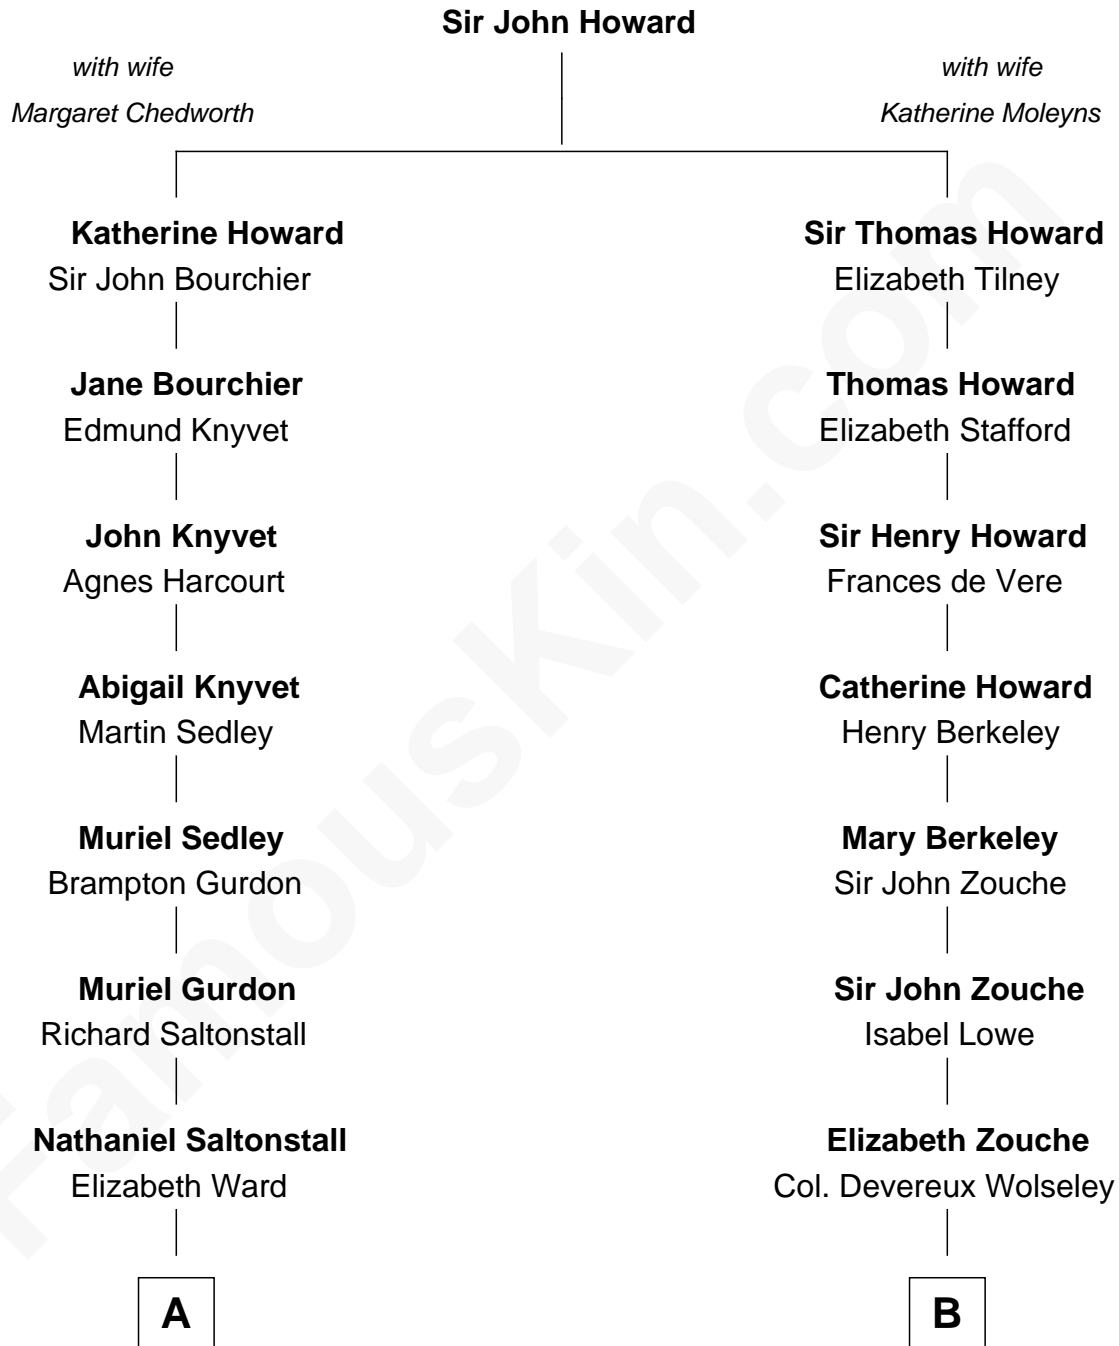 Sir John Howard
with wife
Margaret Chedworth
with wife
Katherine Moleyns
Katherine Howard
Sir John Bourchier
Jane Bourchier
Edmund Knyvet
John Knyvet
Agnes Harcourt
Abigail Knyvet
Martin Sedley
Muriel Sedley
Brampton Gurdon
Muriel Gurdon
Richard Saltonstall
Nathaniel Saltonstall
Elizabeth Ward
A
Sir Thomas Howard
Elizabeth Tilney
Thomas Howard
Elizabeth Stafford
Sir Henry Howard
Frances de Vere
Catherine Howard
Henry Berkeley
Mary Berkeley
Sir John Zouche
Sir John Zouche
Isabel Lowe
Elizabeth Zouche
Col. Devereux Wolseley
B
FamousKin.com